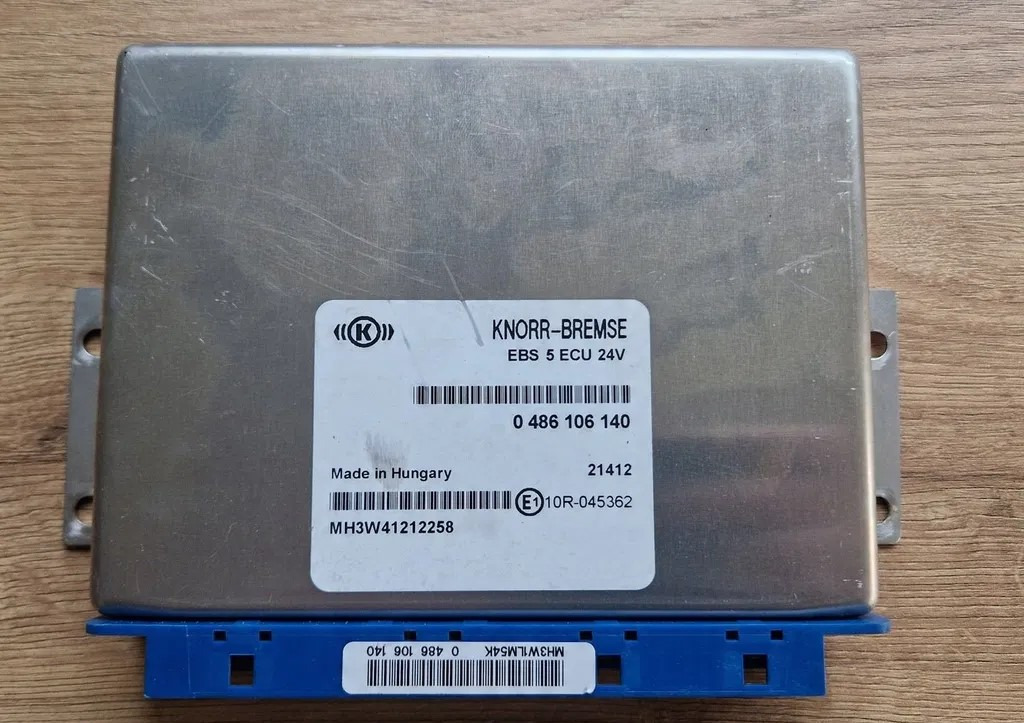 K
KNORR-BREMSE
EBS 5 ECU 24V
0 486 106 140
Made in Hungary 21412
E1 10R-045362
MH3W41212258
MH3W1LM54K 0 486 106 140